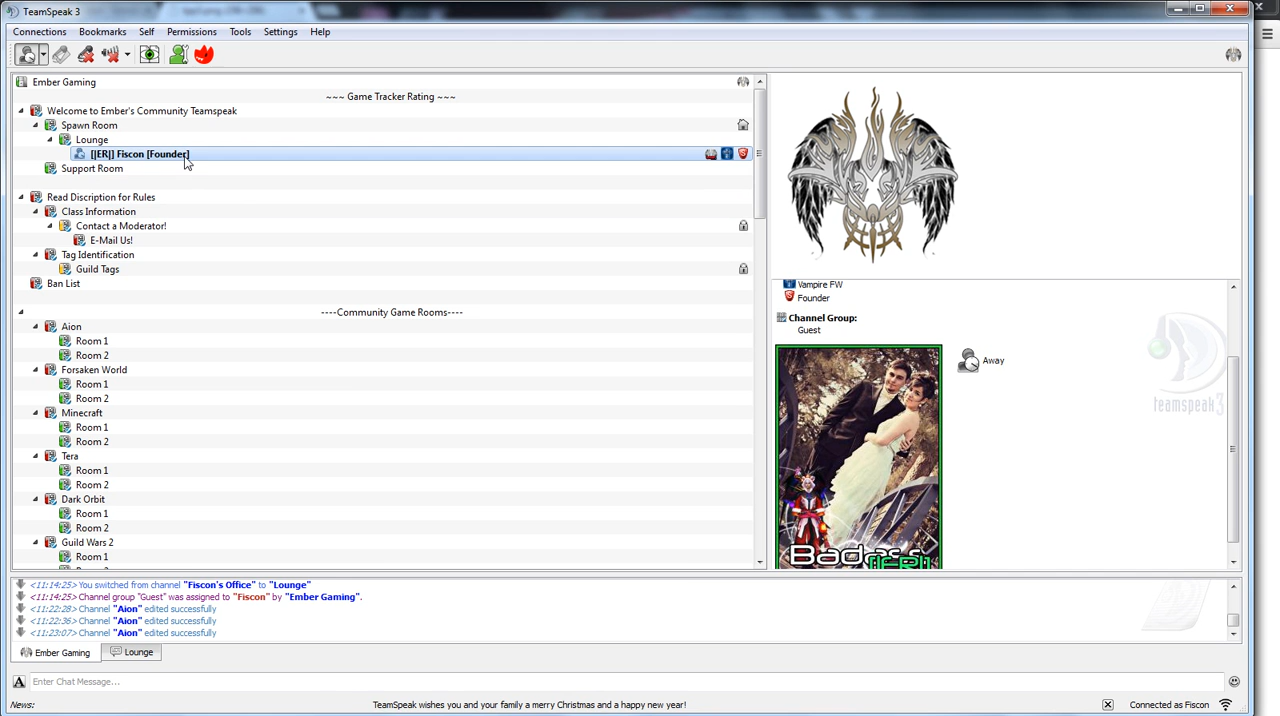 TeamSpeak 3
Connections Bookmarks Self Permissions Tools Settings Help
Ember Gaming
~~~ Game Tracker Rating ~~~
Welcome to Ember's Community Teamspeak
Spawn Room
Lounge
[|ER|] Fiscon [Founder]
Support Room
Read Discription for Rules
Class Information
Contact a Moderator!
E-Mail Us!
Tag Identification
Guild Tags
Ban List
----Community Game Rooms----
Aion
Room 1
Room 2
Forsaken World
Room 1
Room 2
Minecraft
Room 1
Room 2
Tera
Room 1
Room 2
Dark Orbit
Room 1
Room 2
Guild Wars 2
Room 1
Vampire FW
Founder
Channel Group:
Guest
Away
teamspeak3
<11:14:25> You switched from channel "Fiscon's Office" to "Lounge"
<11:14:25> Channel group "Guest" was assigned to "Fiscon" by "Ember Gaming".
<11:22:28> Channel "Aion" edited successfully
<11:22:36> Channel "Aion" edited successfully
<11:23:07> Channel "Aion" edited successfully
Ember Gaming Lounge
A Enter Chat Message...
News: TeamSpeak wishes you and your family a merry Christmas and a happy new year! Connected as Fiscon